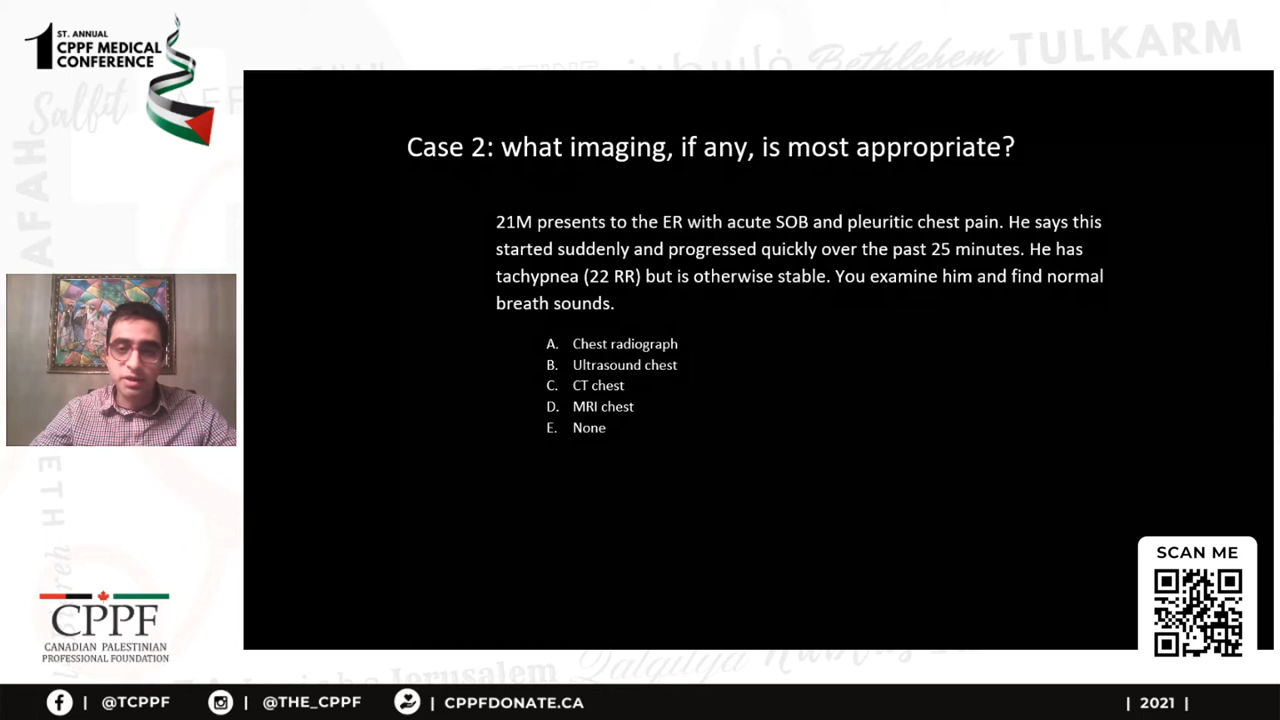 ST. ANNUAL
1 CPPF MEDICAL
CONFERENCE
Salfit
Bethlehem
TULKARM
AFAH
Case 2: what imaging, if any, is most appropriate?
21M presents to the ER with acute SOB and pleuritic chest pain. He says this
started suddenly and progressed quickly over the past 25 minutes. He has
tachypnea (22 RR) but is otherwise stable. You examine him and find normal
breath sounds.
A. Chest radiograph
B. Ultrasound chest
C. CT chest
D. MRI chest
E. None
SCAN ME
CPPF
CANADIAN PALESTINIAN
PROFESSIONAL FOUNDATION
Jerusalem
Qalqilya
| @TCPPF | @THE_CPPF | CPPFDONATE.CA | 2021 |